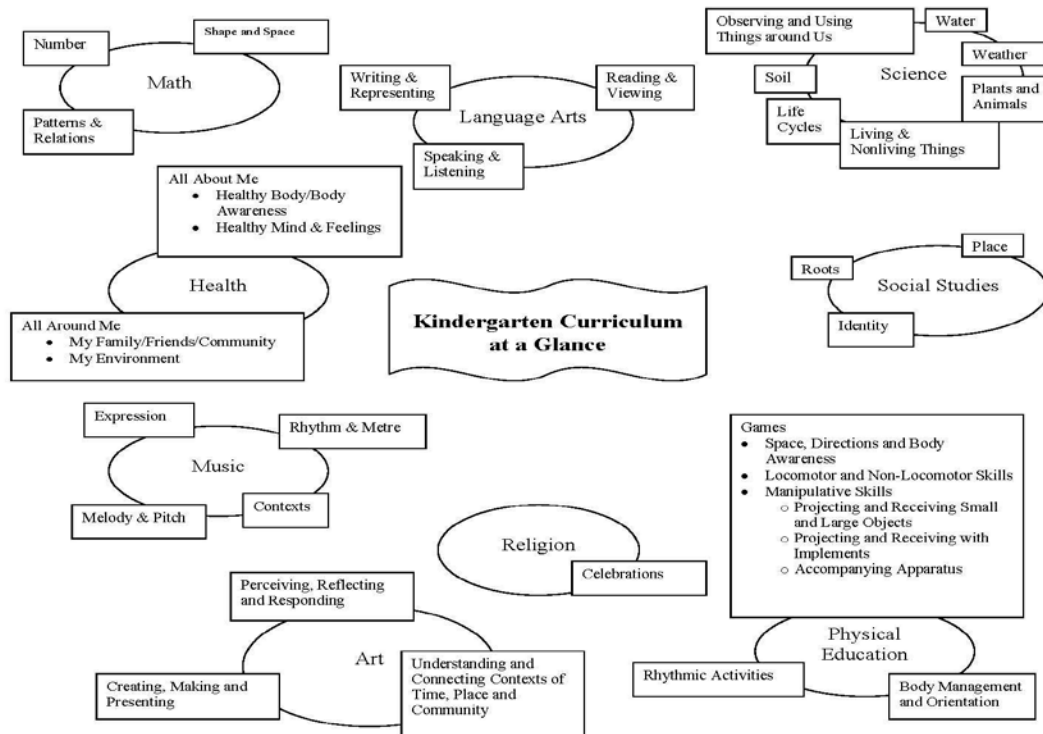 Number
Shape and Space
Math
Patterns &
Relations
Writing &
Representing
Reading &
Viewing
Language Arts
Speaking &
Listening
Observing and Using
Things around Us
Water
Weather
Science
Soil
Plants and
Animals
Life
Cycles
Living &
Nonliving Things
All About Me
• Healthy Body/Body
Awareness
• Healthy Mind & Feelings
Health
All Around Me
• My Family/Friends/Community
• My Environment
Kindergarten Curriculum
at a Glance
Place
Roots
Social Studies
Identity
Expression
Rhythm & Metre
Music
Melody & Pitch
Contexts
Religion
Celebrations
Perceiving, Reflecting
and Responding
Art
Creating, Making and
Presenting
Understanding and
Connecting Contexts of
Time, Place and
Community
Games
• Space, Directions and Body
Awareness
• Locomotor and Non-Locomotor Skills
• Manipulative Skills
o Projecting and Receiving Small
and Large Objects
o Projecting and Receiving with
Implements
o Accompanying Apparatus
Physical
Education
Rhythmic Activities
Body Management
and Orientation